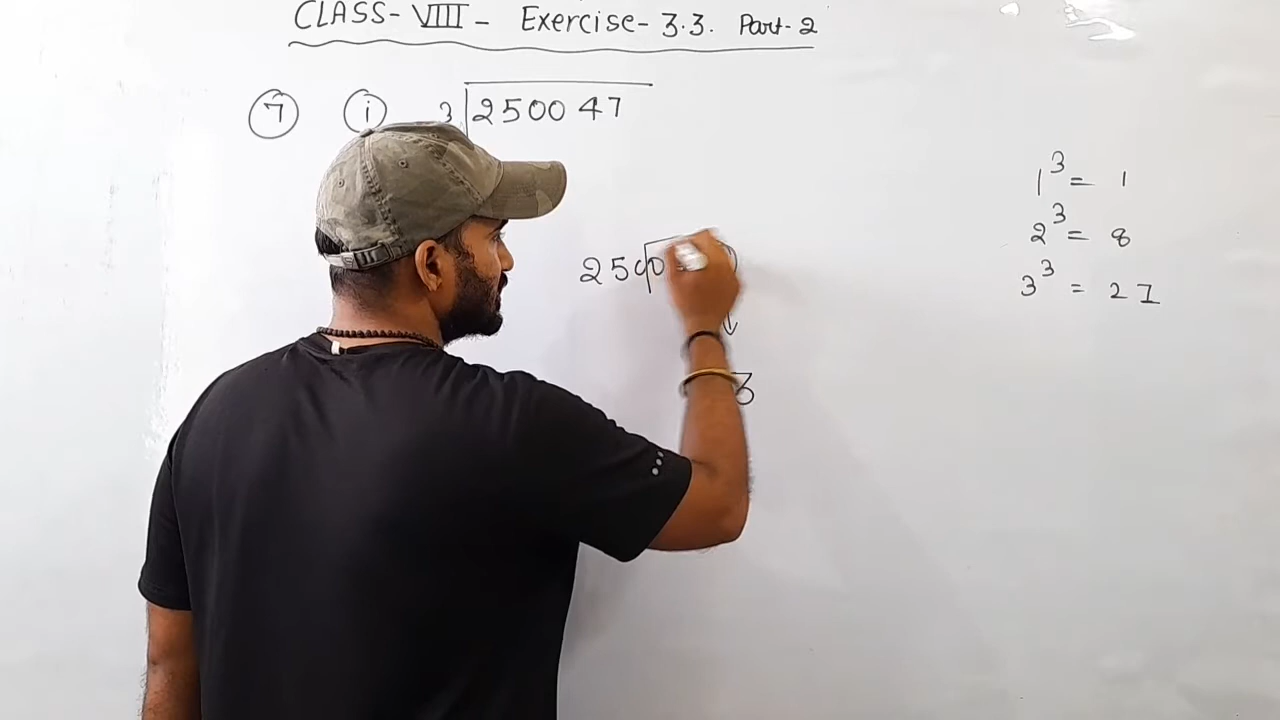 CLASS-VIII- Exercise-3.3. Part-2
7 i 3 250047
1³ = 1
2³ = 8
2500
3³ = 27
3